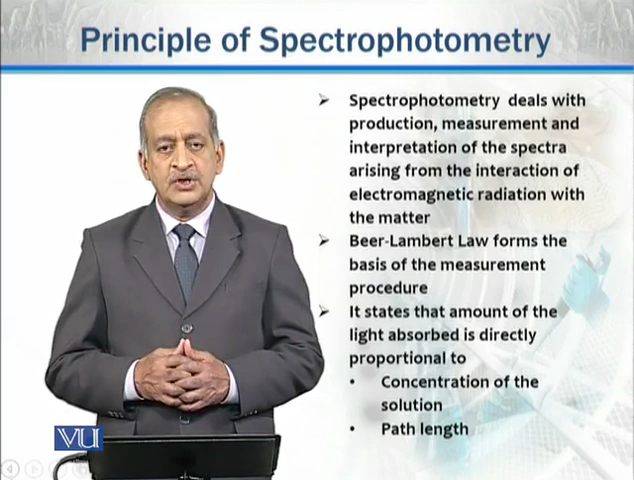 Principle of Spectrophotometry
➤ Spectrophotometry deals with
production, measurement and
interpretation of the spectra
arising from the interaction of
electromagnetic radiation with
the matter
➤ Beer-Lambert Law forms the
basis of the measurement
procedure
➤ It states that amount of the
light absorbed is directly
proportional to
• Concentration of the
solution
• Path length
VU